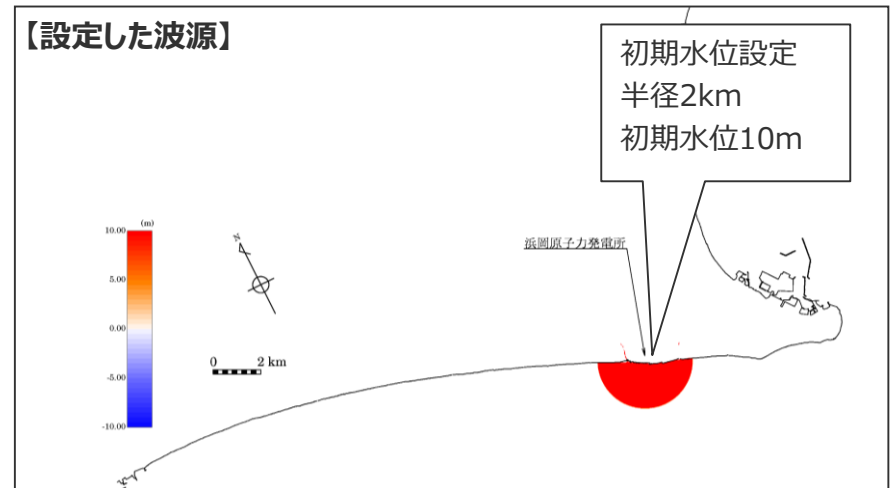 【設定した波源】
初期水位設定
半径2km
初期水位10m
(m)
10.00
5.00
0.00
-5.00
-10.00
N
浜岡原子力発電所
0 2 km